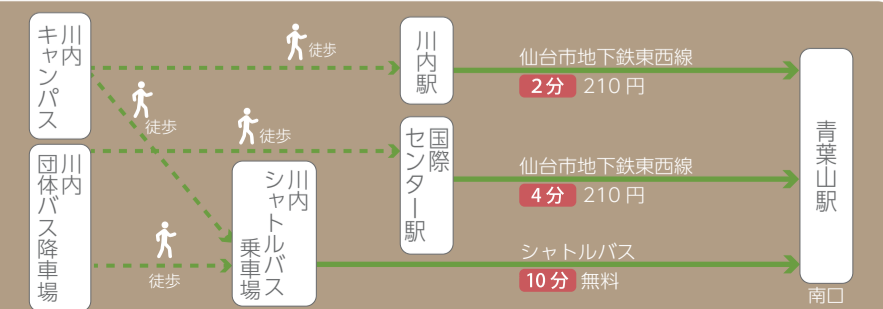 川内
キャンパス
徒歩
川内駅
仙台市地下鉄東西線
2分 210円
徒歩
徒歩
国際
センター駅
仙台市地下鉄東西線
4分 210円
青葉山駅
南口
川内
団体バス降車場
徒歩
川内
シャトルバス
乗車場
シャトルバス
10分 無料